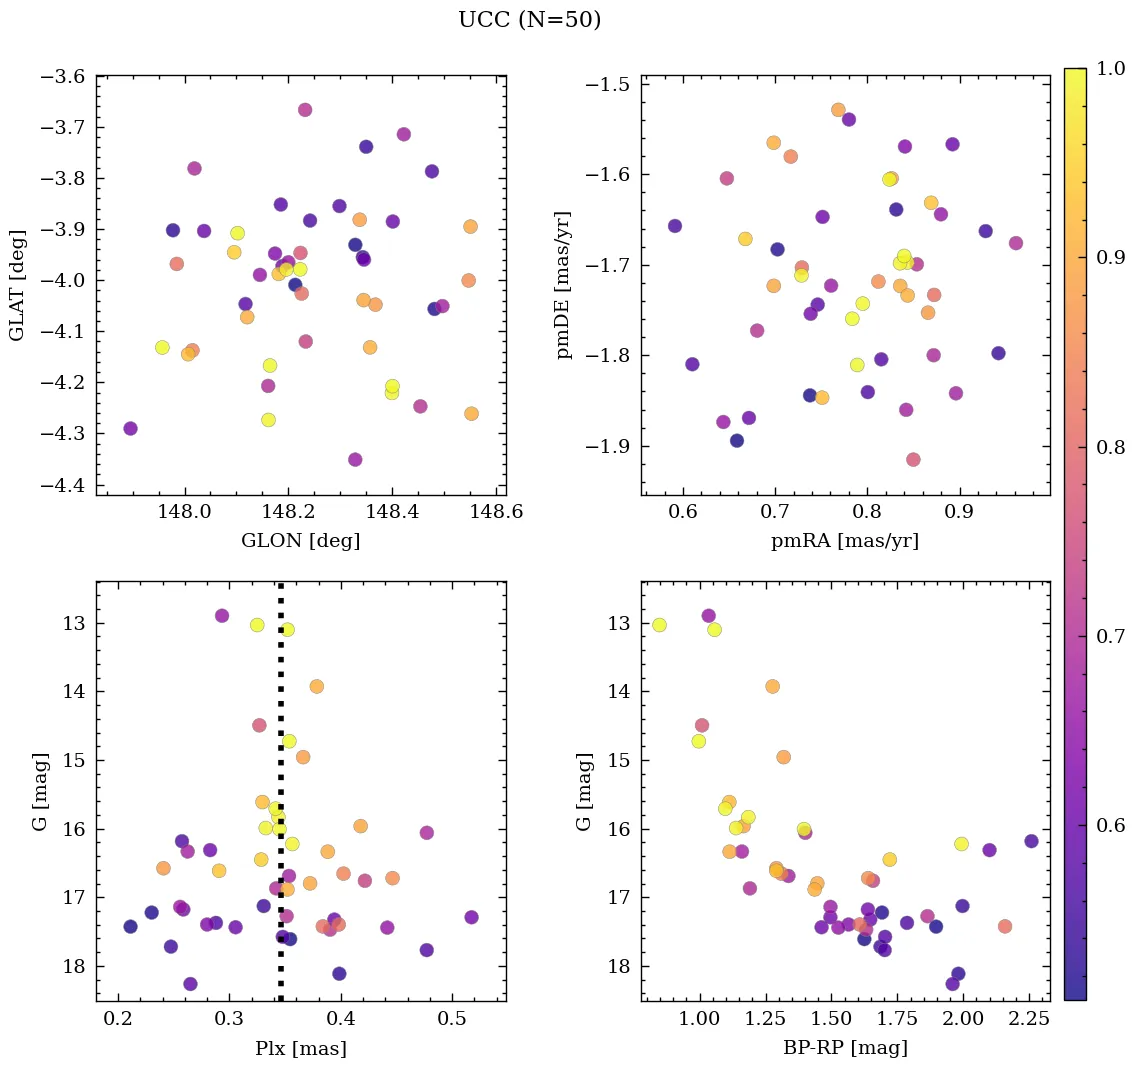 UCC (N=50)
−3.6
−3.7
−3.8
−3.9
−4.0
−4.1
−4.2
−4.3
−4.4
GLAT [deg]
148.0 148.2 148.4 148.6
GLON [deg]
−1.5
−1.6
−1.7
−1.8
−1.9
pmDE [mas/yr]
0.6 0.7 0.8 0.9
pmRA [mas/yr]
13
14
15
16
17
18
G [mag]
0.2 0.3 0.4 0.5
Plx [mas]
13
14
15
16
17
18
G [mag]
1.00 1.25 1.50 1.75 2.00 2.25
BP-RP [mag]
1.0
0.9
0.8
0.7
0.6